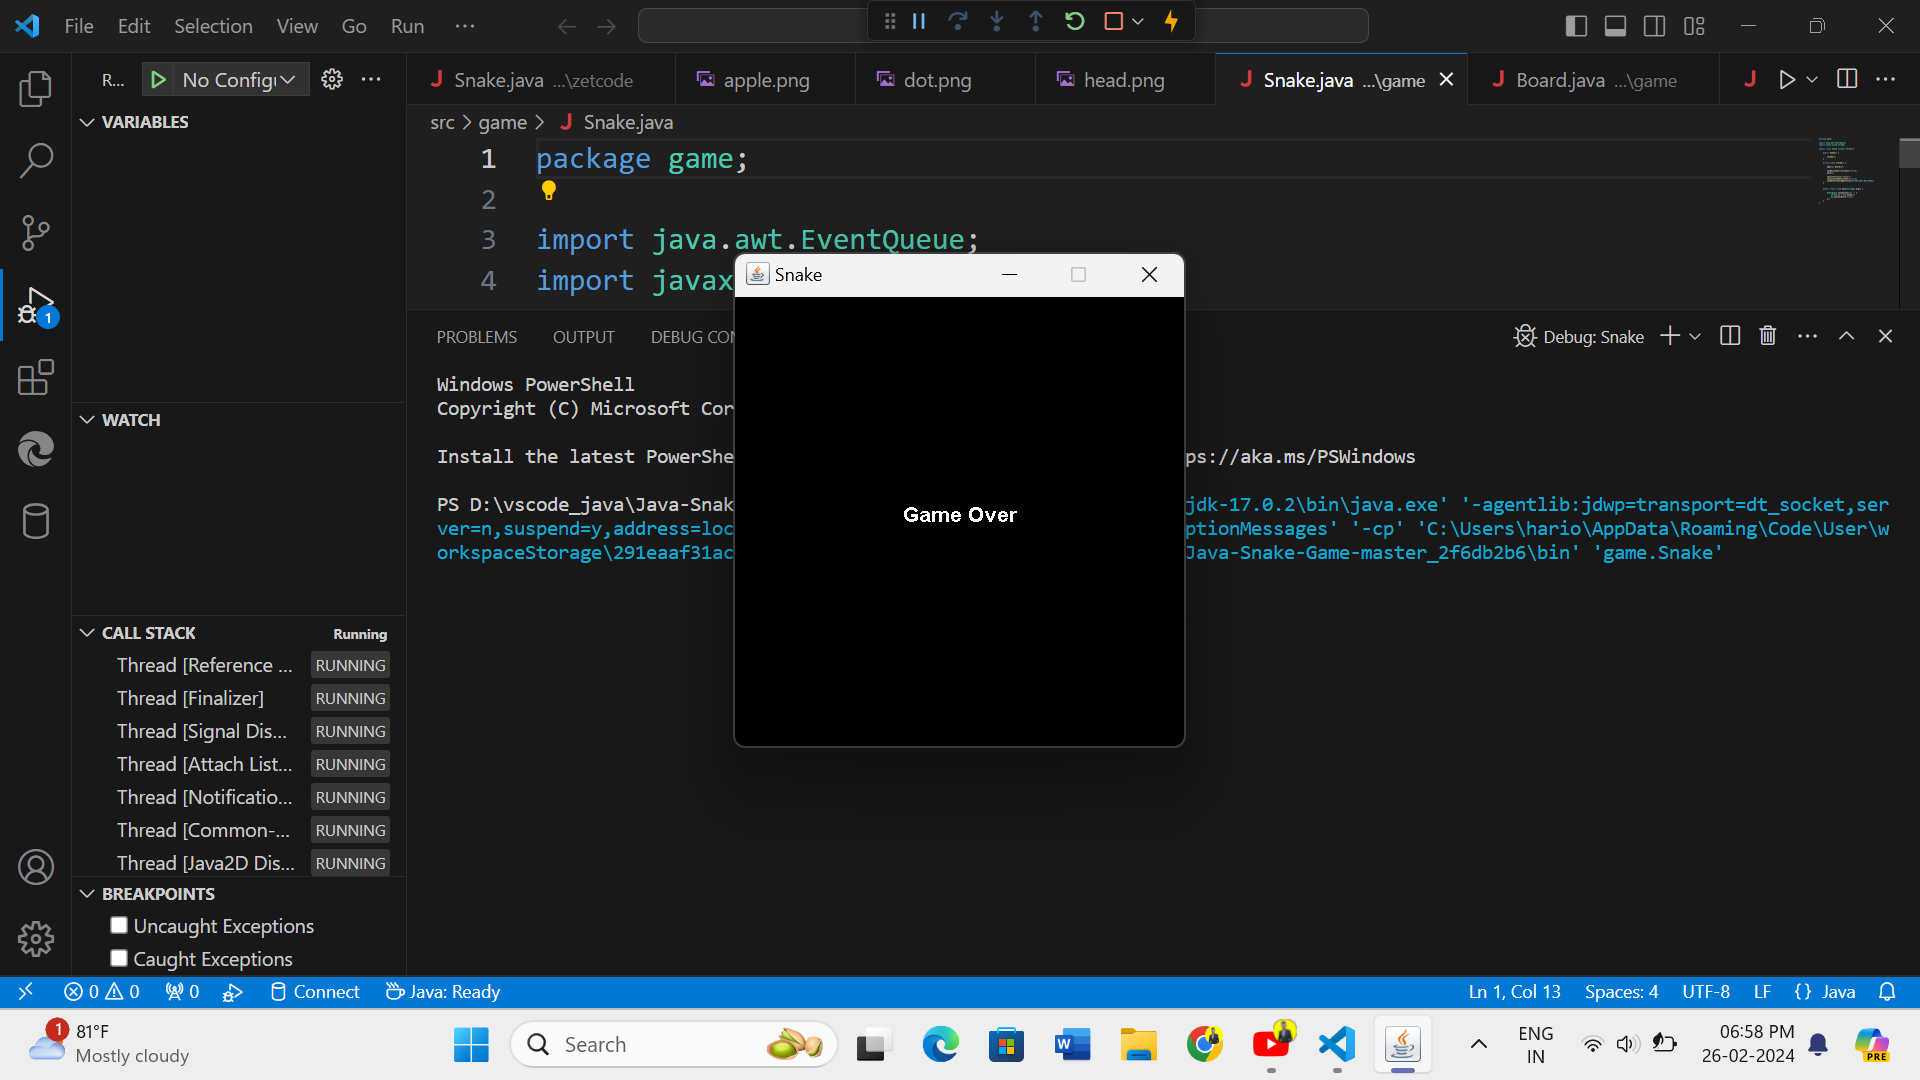 File Edit Selection View Go Run ...
R... No Config
Snake.java ...\zetcode apple.png dot.png head.png Snake.java ...\game Board.java ...\game
VARIABLES
src > game > Snake.java
1 package game;
2
3 import java.awt.EventQueue;
4 import javax
Snake
PROBLEMS OUTPUT DEBUG CON
Debug: Snake
Windows PowerShell
Copyright (C) Microsoft Cor
WATCH
Install the latest PowerShe ps://aka.ms/PSWindows
PS D:\vscode_java\Java-Snak jdk-17.0.2\bin\java.exe' '-agentlib:jdwp=transport=dt_socket,ser
ver=n,suspend=y,address=loc ptionMessages' '-cp' 'C:\Users\hario\AppData\Roaming\Code\User\w
orkspaceStorage\291eaaf31ac Java-Snake-Game-master_2f6db2b6\bin' 'game.Snake'
Game Over
CALL STACK Running
Thread [Reference ... RUNNING
Thread [Finalizer] RUNNING
Thread [Signal Dis... RUNNING
Thread [Attach List... RUNNING
Thread [Notificatio... RUNNING
Thread [Common-... RUNNING
Thread [Java2D Dis... RUNNING
BREAKPOINTS
Uncaught Exceptions
Caught Exceptions
1
0 0 0 Connect Java: Ready Ln 1, Col 13 Spaces: 4 UTF-8 LF {} Java
1
81°F
Mostly cloudy
Search
ENG
IN
06:58 PM
26-02-2024
PRE